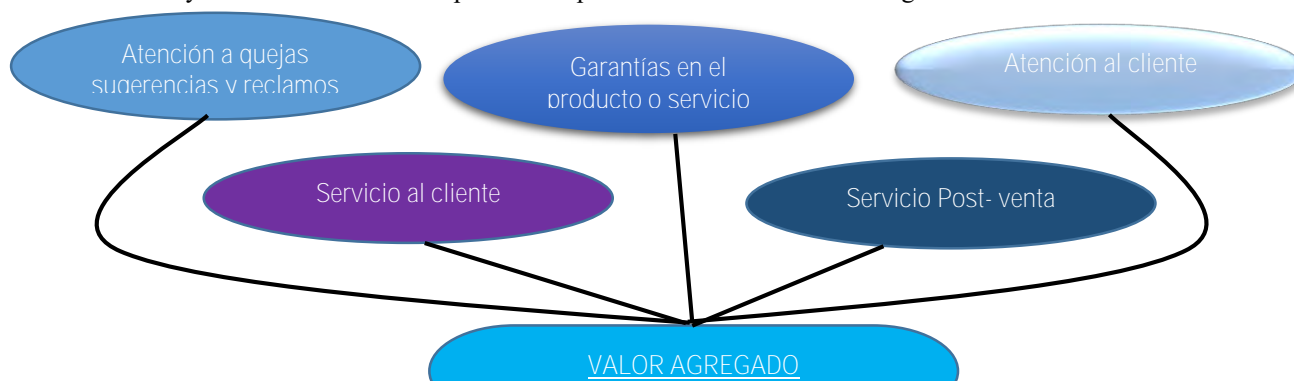 Atención a quejas
sugerencias y reclamos
Garantías en el
producto o servicio
Atención al cliente
Servicio al cliente
Servicio Post- venta
VALOR AGREGADO